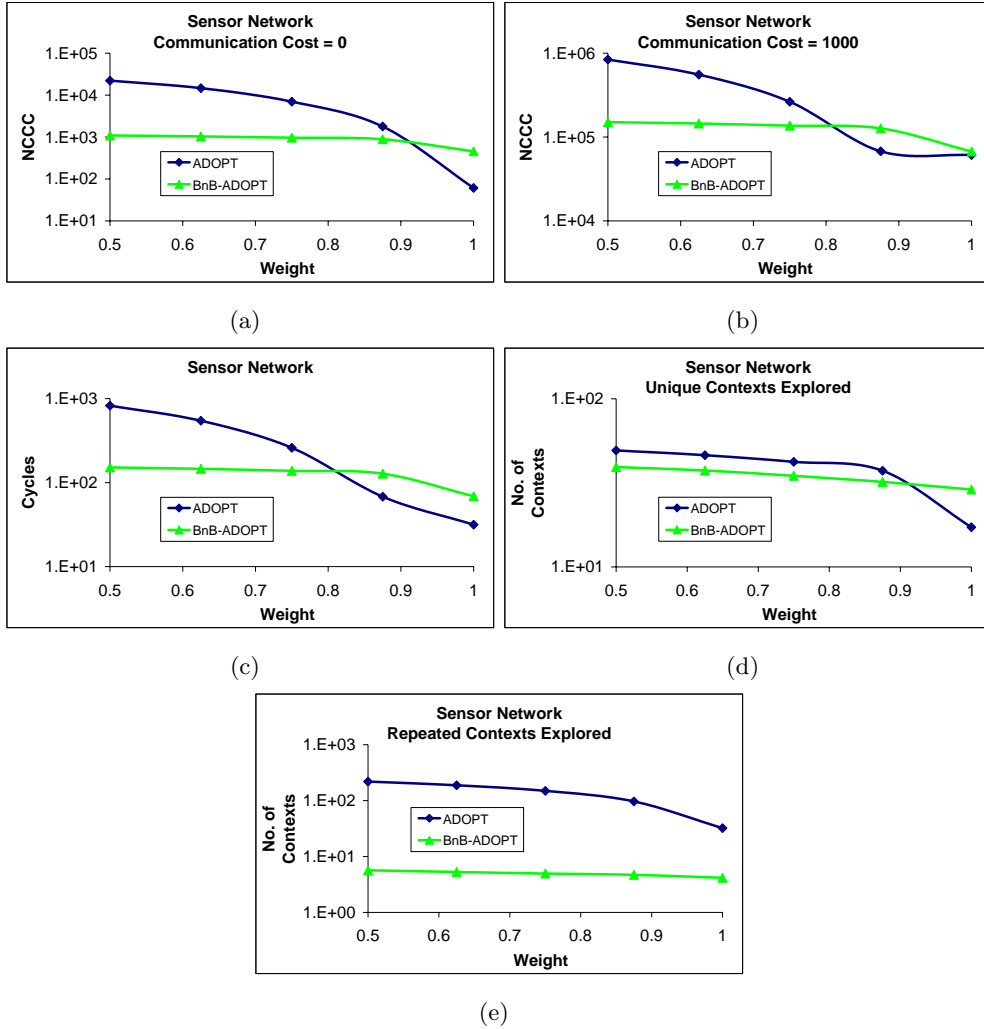 Sensor Network
Communication Cost = 0
1.E+05
1.E+04
1.E+03
1.E+02
1.E+01
NCCC
ADOPT
BnB-ADOPT
0.5 0.6 0.7 0.8 0.9 1
Weight
(a)
Sensor Network
Communication Cost = 1000
1.E+06
1.E+05
1.E+04
NCCC
ADOPT
BnB-ADOPT
0.5 0.6 0.7 0.8 0.9 1
Weight
(b)
Sensor Network
1.E+03
1.E+02
1.E+01
Cycles
ADOPT
BnB-ADOPT
0.5 0.6 0.7 0.8 0.9 1
Weight
(c)
Sensor Network
Unique Contexts Explored
1.E+02
1.E+01
No. of
Contexts
ADOPT
BnB-ADOPT
0.5 0.6 0.7 0.8 0.9 1
Weight
(d)
Sensor Network
Repeated Contexts Explored
1.E+03
1.E+02
1.E+01
1.E+00
No. of
Contexts
ADOPT
BnB-ADOPT
0.5 0.6 0.7 0.8 0.9 1
Weight
(e)